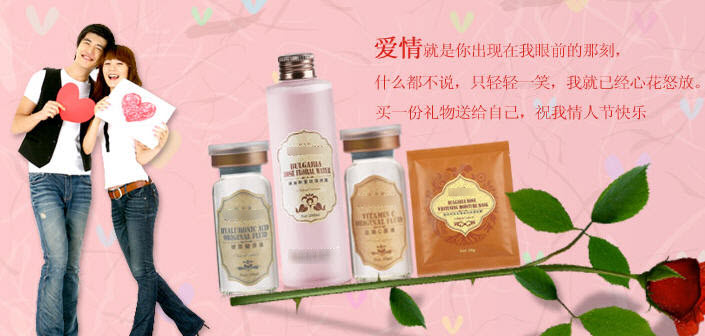 爱情就是你出现在我眼前的那刻，
什么都不说，只轻轻一笑，我就已经心花怒放。
买一份礼物送给自己，祝我情人节快乐
HYALURONIC ACID
ORIGINAL FLUID
BULGARIA
ROSE FLORAL WATER
VITAMIN C
ORIGINAL FLUID
BULGARIA ROSE
WHITENING MOISTURE MASK